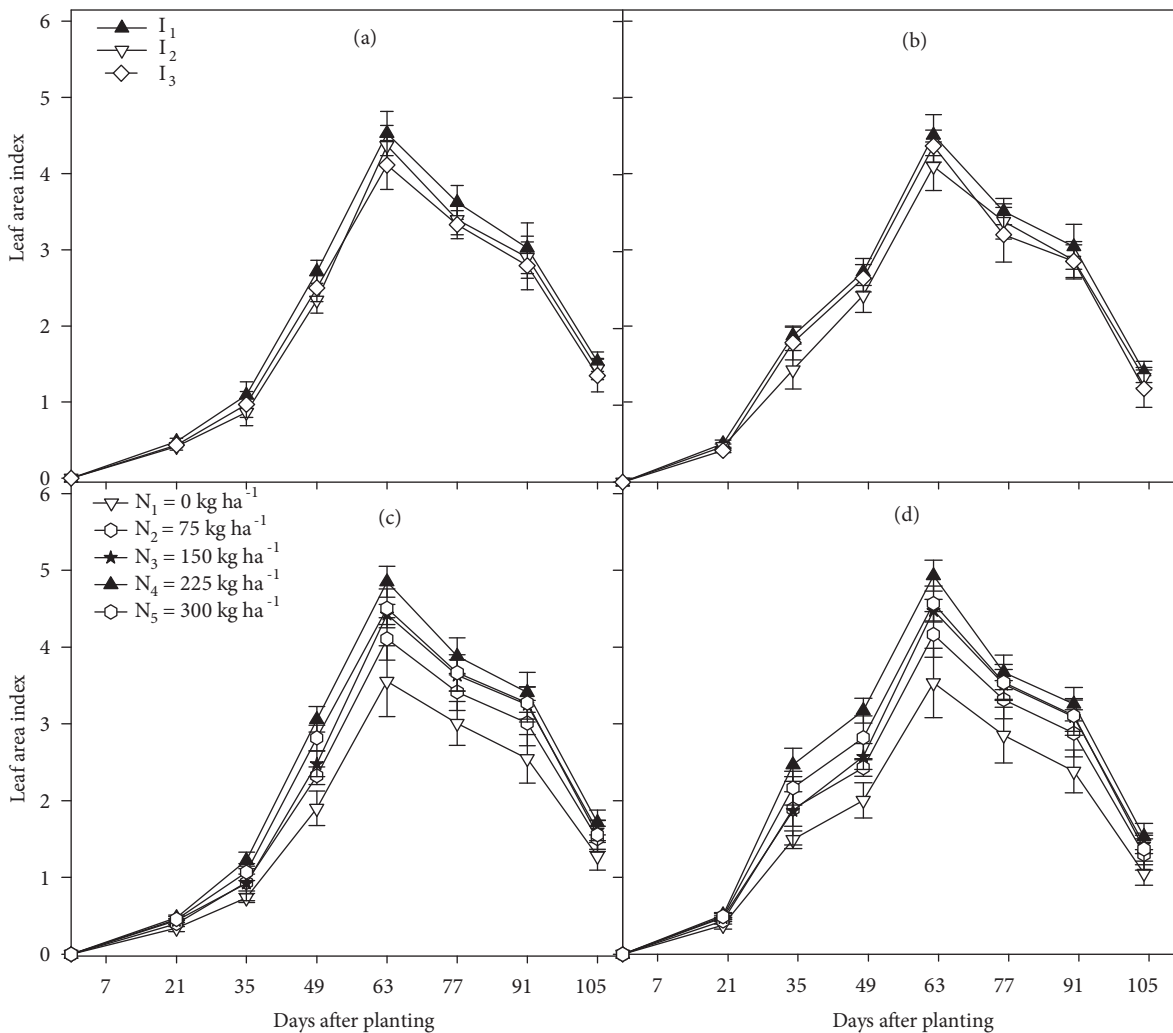 6
5
4
3
2
1
0
Leaf area index
I1
I2
I3
(a)
(b)
6
5
4
3
2
1
0
Leaf area index
N1 = 0 kg ha-1
N2 = 75 kg ha-1
N3 = 150 kg ha-1
N4 = 225 kg ha-1
N5 = 300 kg ha-1
(c)
(d)
7 21 35 49 63 77 91 105
7 21 35 49 63 77 91 105
Days after planting
Days after planting